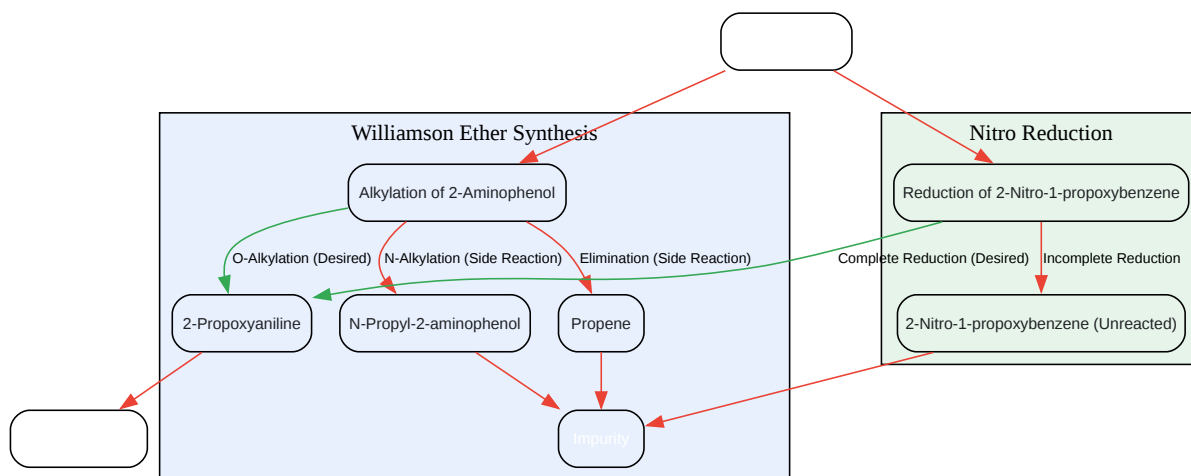 Williamson Ether Synthesis
Nitro Reduction
Alkylation of 2-Aminophenol
Reduction of 2-Nitro-1-propoxybenzene
O-Alkylation (Desired)
N-Alkylation (Side Reaction)
Elimination (Side Reaction)
Complete Reduction (Desired)
Incomplete Reduction
2-Propoxyaniline
N-Propyl-2-aminophenol
Propene
2-Nitro-1-propoxybenzene (Unreacted)
Impurity